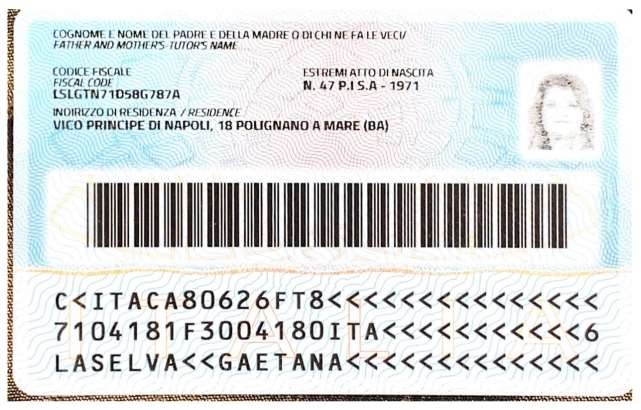 COGNOME E NOME DEL PADRE E DELLA MADRE O DI CHI NE FA LE VECI/
FATHER AND MOTHER'S-TUTOR'S NAME
CODICE FISCALE
FISCAL CODE
LSLGTN71D58G787A
ESTREMI ATTO DI NASCITA
N. 47 P.I S.A - 1971
INDIRIZZO DI RESIDENZA / RESIDENCE
VICO PRINCIPE DI NAPOLI, 18 POLIGNANO A MARE (BA)
C<ITACA80626FT8<<<<<<<<<<<<<<<
7104181F3004180ITA<<<<<<<<<<<6
LASELVA<<GAETANA<<<<<<<<<<<<<<